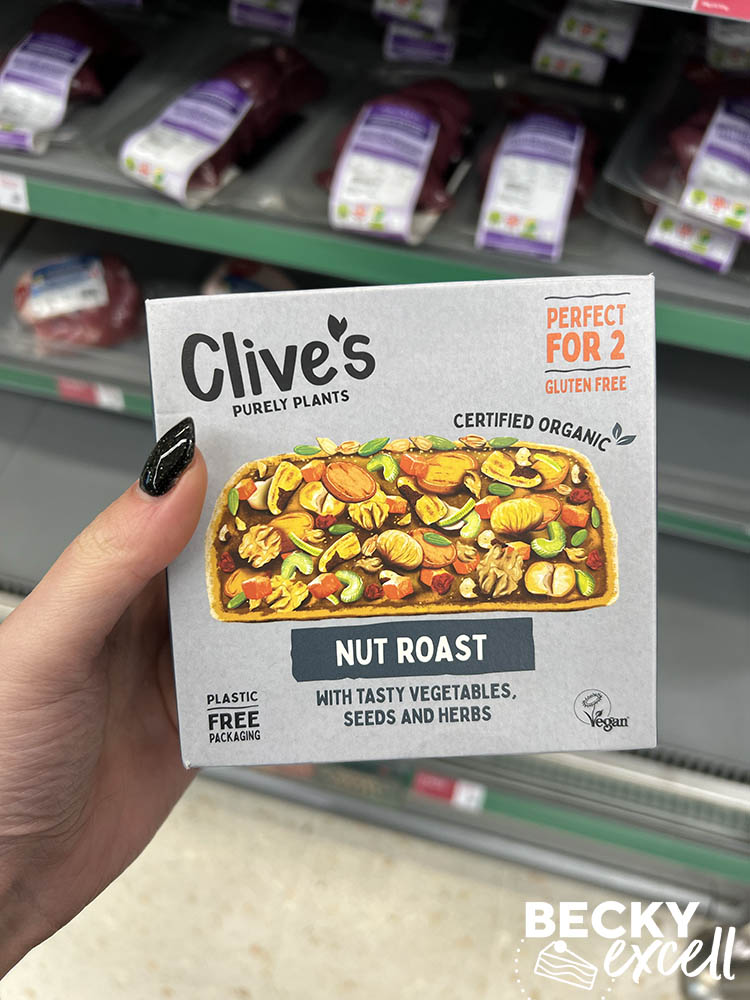 Clive's
PURELY PLANTS
PERFECT
FOR 2
GLUTEN FREE
CERTIFIED ORGANIC
NUT ROAST
WITH TASTY VEGETABLES,
SEEDS AND HERBS
PLASTIC
FREE
PACKAGING
Vegan
BECKY
excell